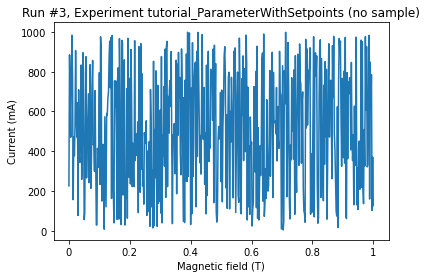 Run #3, Experiment tutorial_ParameterWithSetpoints (no sample)
1000
800
600
400
200
0
Current (mA)
0 0.2 0.4 0.6 0.8 1
Magnetic field (T)